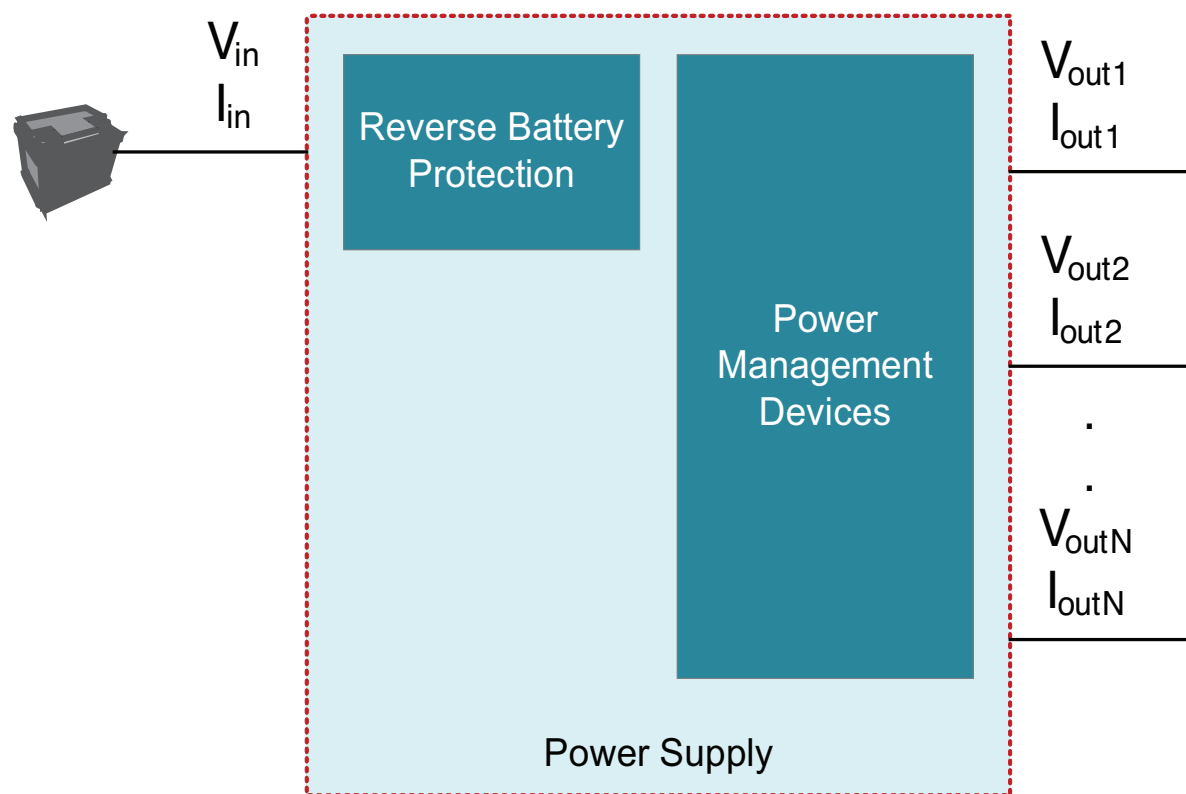 Vin
Iin
Reverse Battery
Protection
Power
Management
Devices
Vout1
Iout1
Vout2
Iout2
.
.
VoutN
IoutN
Power Supply